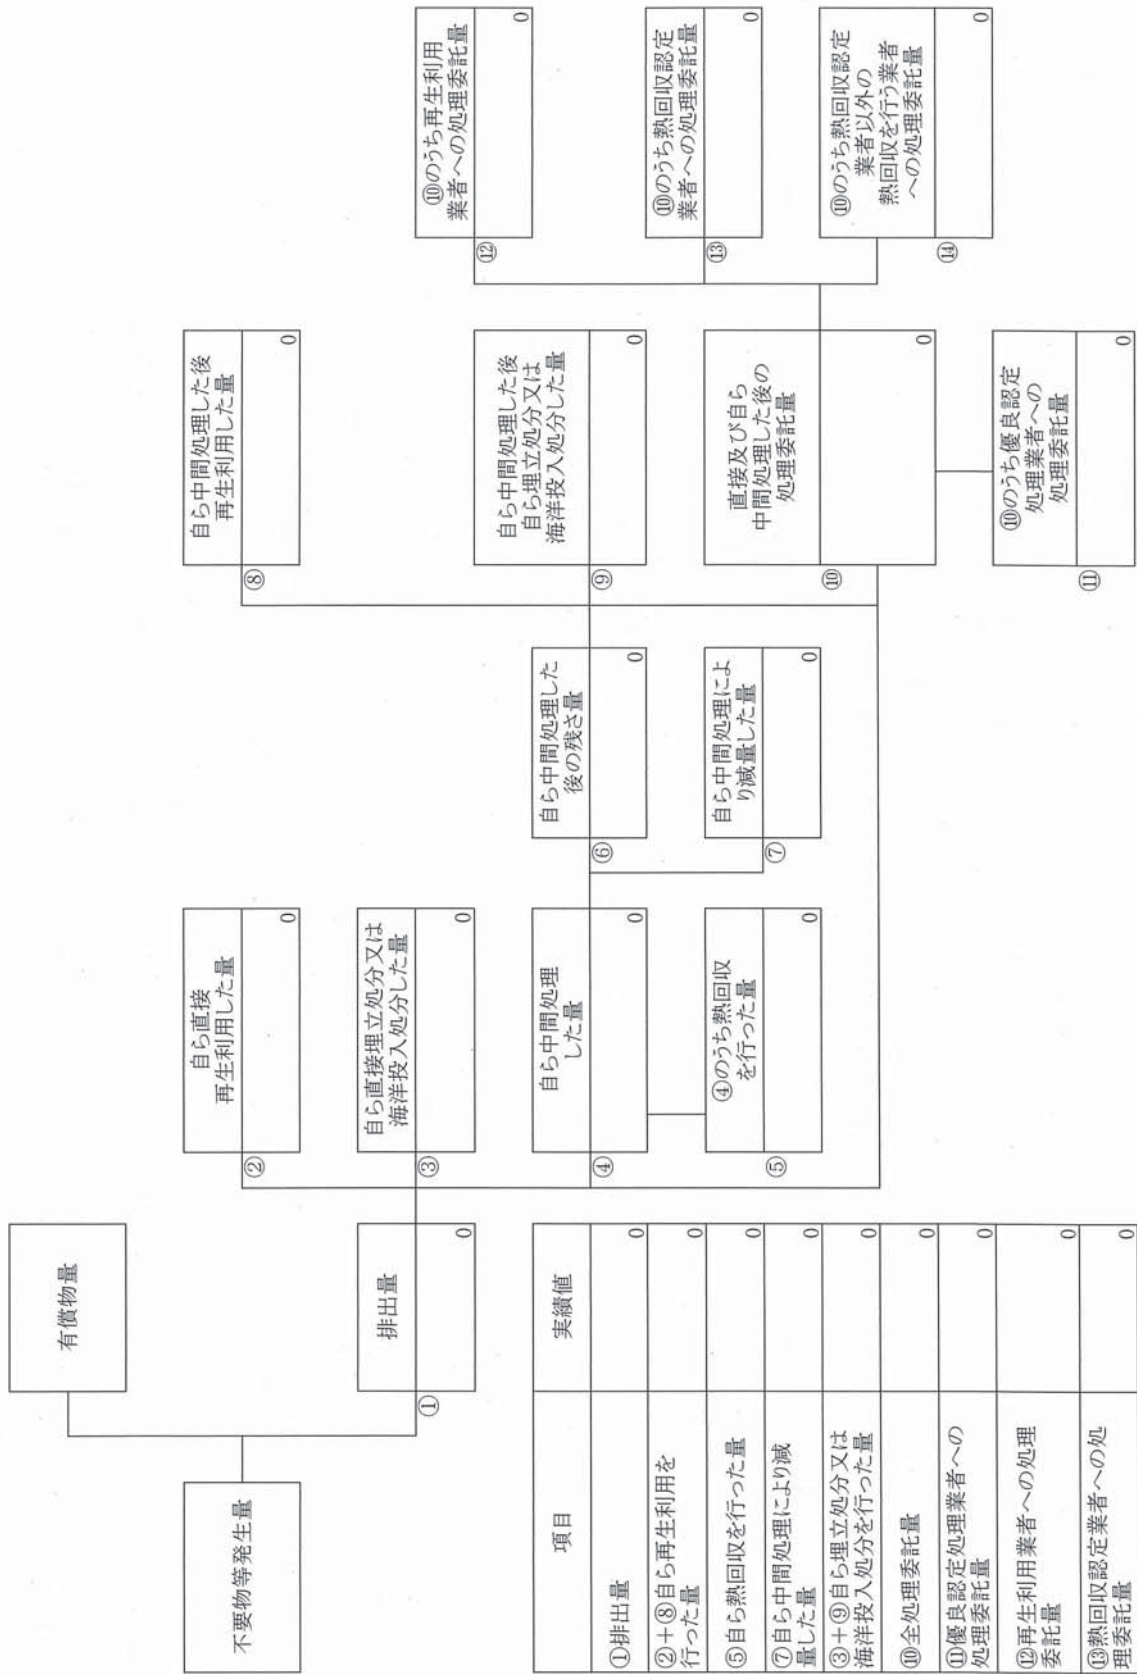 不要物等発生量
有償物量
①
排出量
0
②
自ら直接
再生利用した量
0
③
自ら直接埋立処分又は
海洋投入処分した量
0
④
自ら中間処理
した量
0
⑤
④のうち熱回収
を行った量
0
⑥
自ら中間処理した
後の残さ量
0
⑦
自ら中間処理によ
り減量した量
0
⑧
自ら中間処理した後
再生利用した量
0
⑨
自ら中間処理した後
自ら埋立処分又は
海洋投入処分した量
0
⑩
直接及び自ら
中間処理した後の
処理委託量
0
⑪
⑩のうち優良認定
処理業者への
処理委託量
0
⑫
⑩のうち再生利用
業者への処理委託量
0
⑬
⑩のうち熱回収認定
業者への処理委託量
0
⑭
⑩のうち熱回収認定
業者以外の
熱回収を行う業者
への処理委託量
0
項目 実績値
①排出量 0
②+⑧自ら再生利用を
行った量 0
⑤自ら熱回収を行った量 0
⑦自ら中間処理により減
量した量 0
③+⑨自ら埋立処分又は
海洋投入処分を行った量 0
⑩全処理委託量 0
⑪優良認定処理業者への
処理委託量 0
⑫再生利用業者への処理
委託量 0
⑬熱回収認定業者への処
理委託量 0